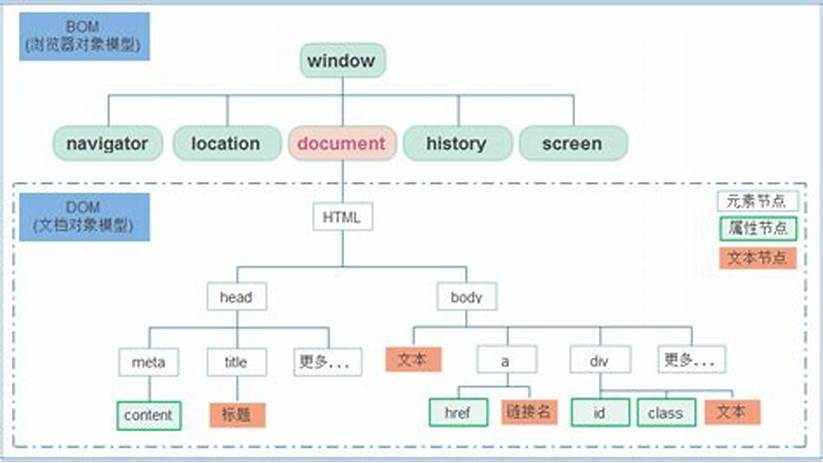 BOM
(浏览器对象模型)
window
navigator
location
document
history
screen
DOM
(文档对象模型)
元素节点
属性节点
文本节点
HTML
head
body
meta
title
更多...
文本
a
div
更多...
content
标题
href
链接名
id
class
文本